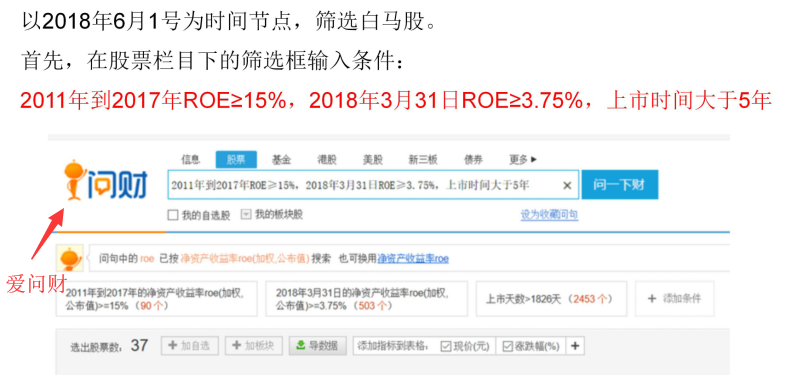 以2018年6月1号为时间节点，筛选白马股。
首先，在股票栏目下的筛选框输入条件：
2011年到2017年ROE≥15%，2018年3月31日ROE≥3.75%，上市时间大于5年
信息 股票 基金 港股 美股 新三板 债券 更多
问财
2011年到2017年ROE≥15%，2018年3月31日ROE≥3.75%，上市时间大于5年 × 问一下财
我的自选股 我的板块股 设为收藏问句
爱问财
问句中的 roe 已按 净资产收益率roe(加权,公布值) 搜索 也可换用净资产收益率roe
2011年到2017年的净资产收益率roe(加权,公布值)>=15%（90个）
2018年3月31日的净资产收益率roe(加权,公布值)>=3.75%（503个）
上市天数>1826天（2453个）
+ 添加条件
选出股票数：37 +加自选 +加板块 导数据 添加指标到表格： 现价(元) 涨跌幅(%) +